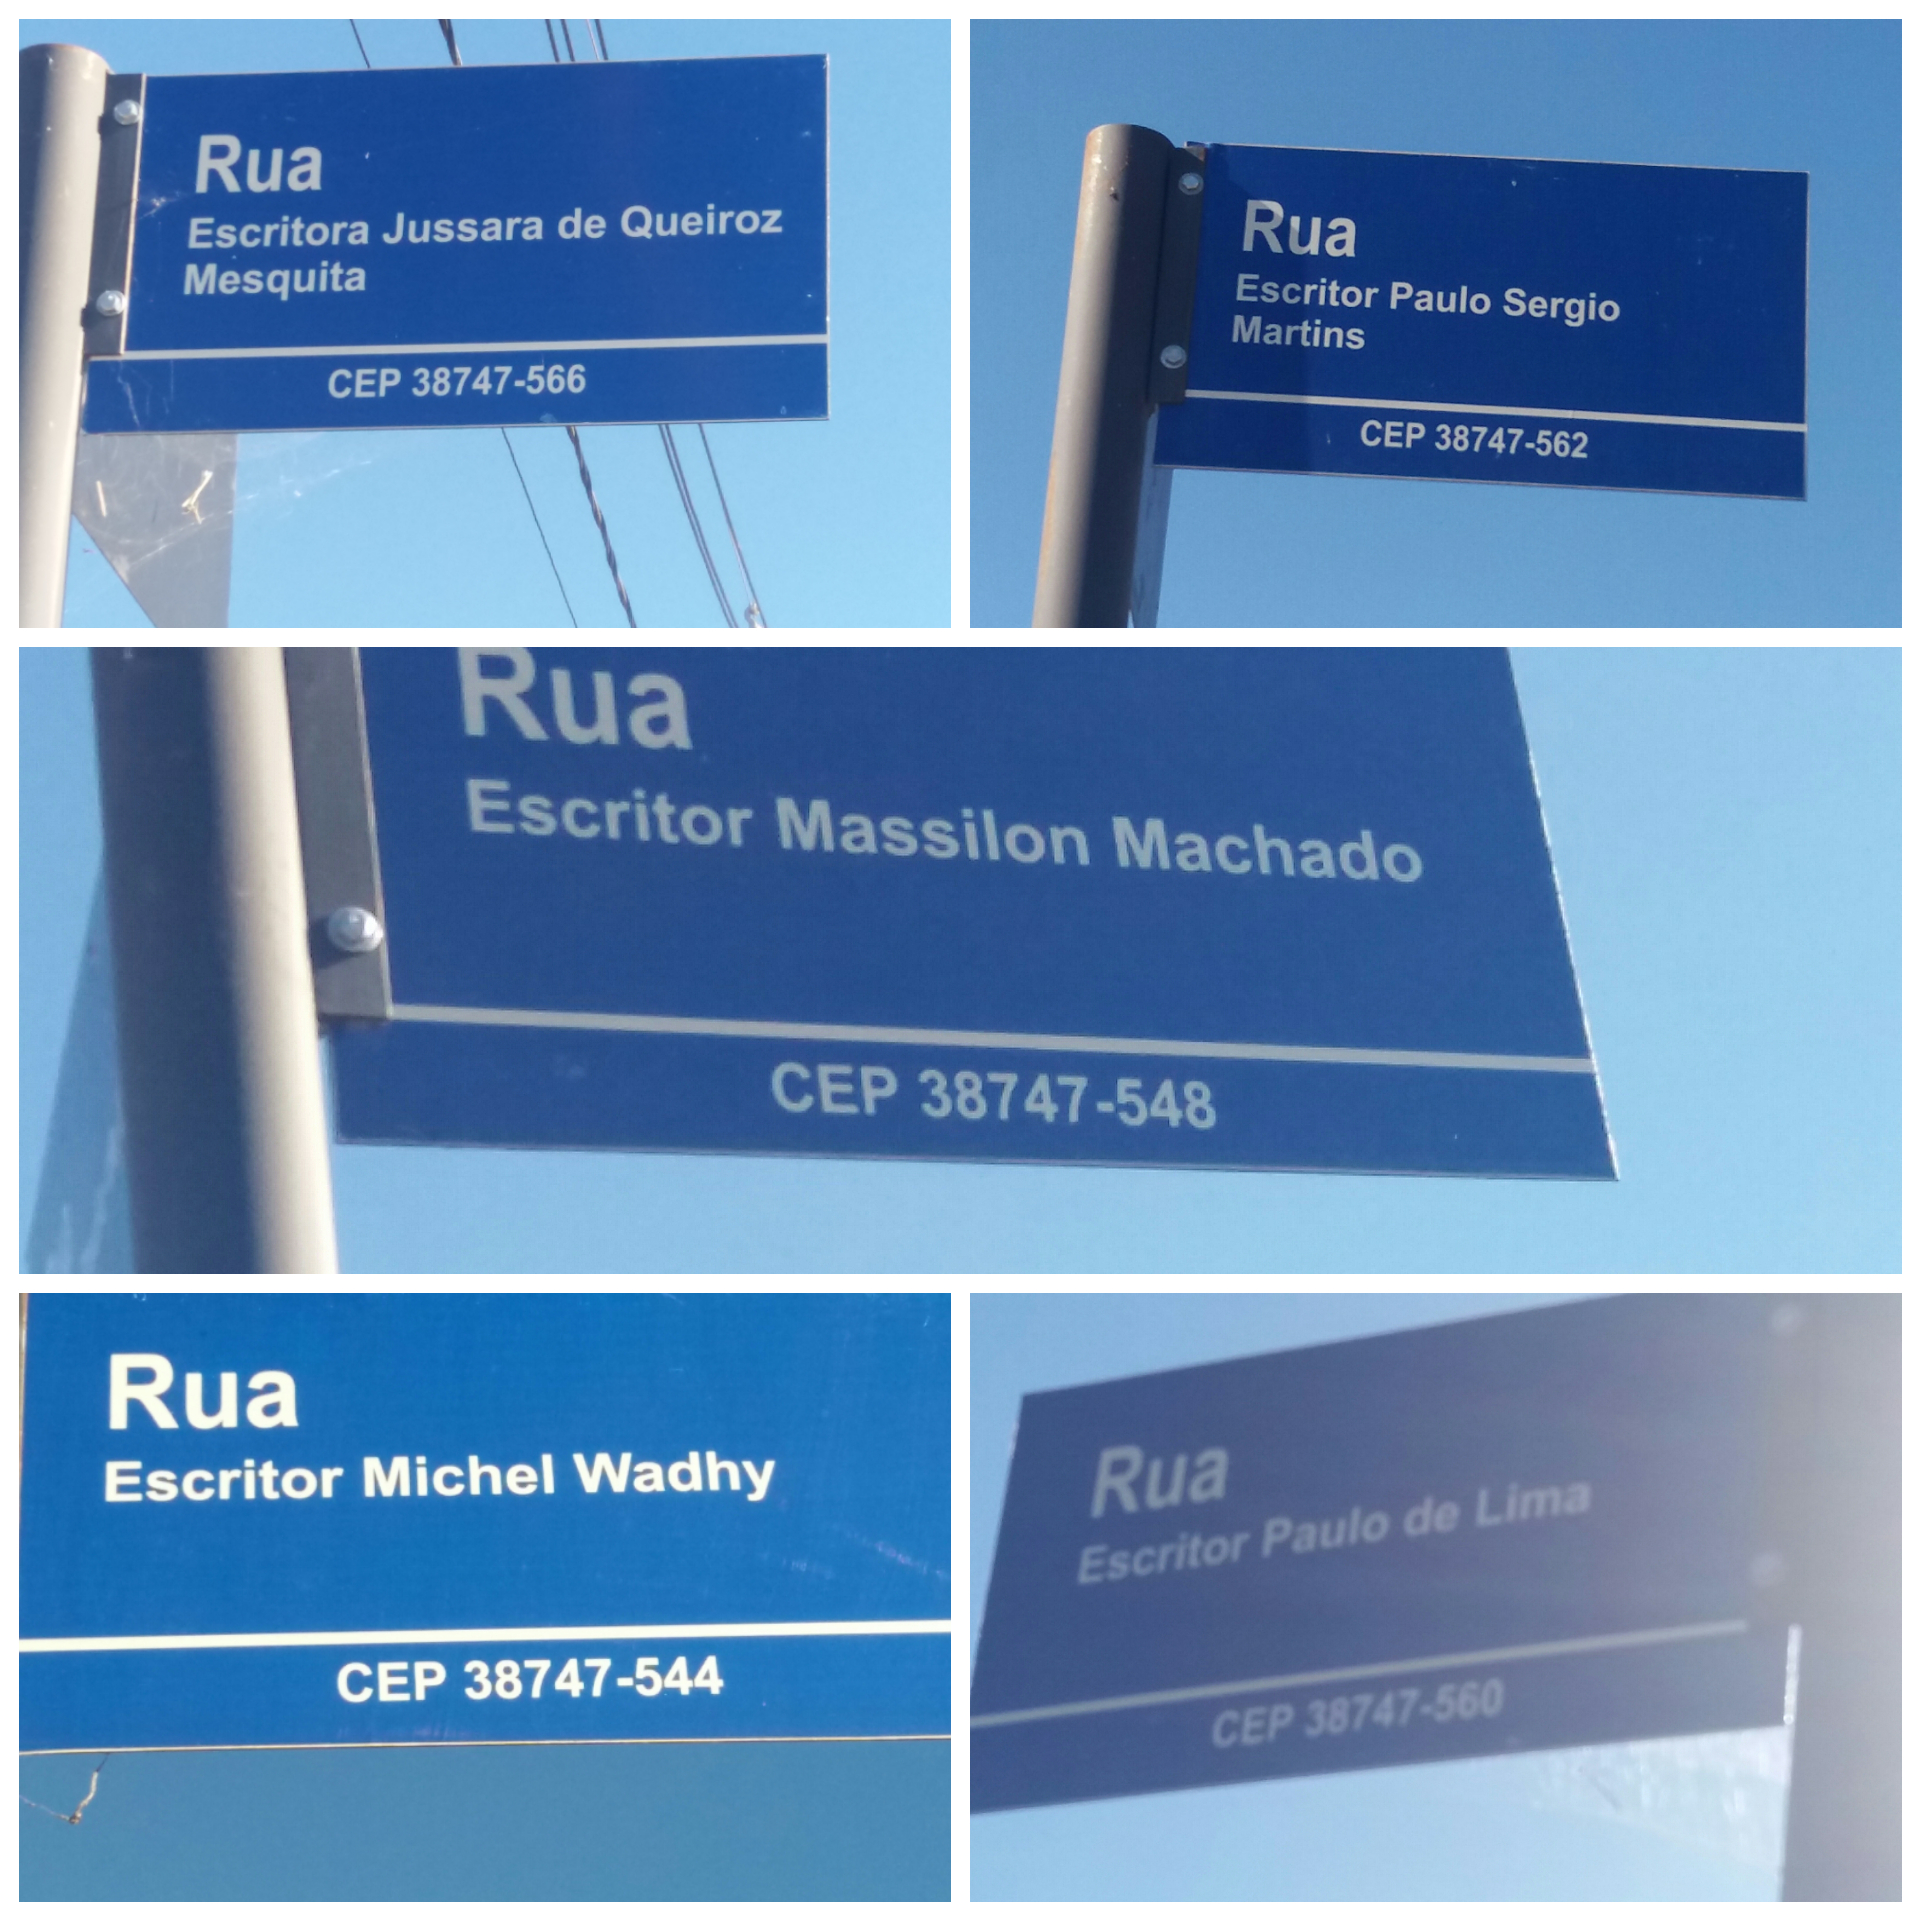 Rua
Escritora Jussara de Queiroz
Mesquita
CEP 38747-566
Rua
Escritor Paulo Sergio
Martins
CEP 38747-562
Rua
Escritor Massilon Machado
CEP 38747-548
Rua
Escritor Michel Wadhy
CEP 38747-544
Rua
Escritor Paulo de Lima
CEP 38747-560